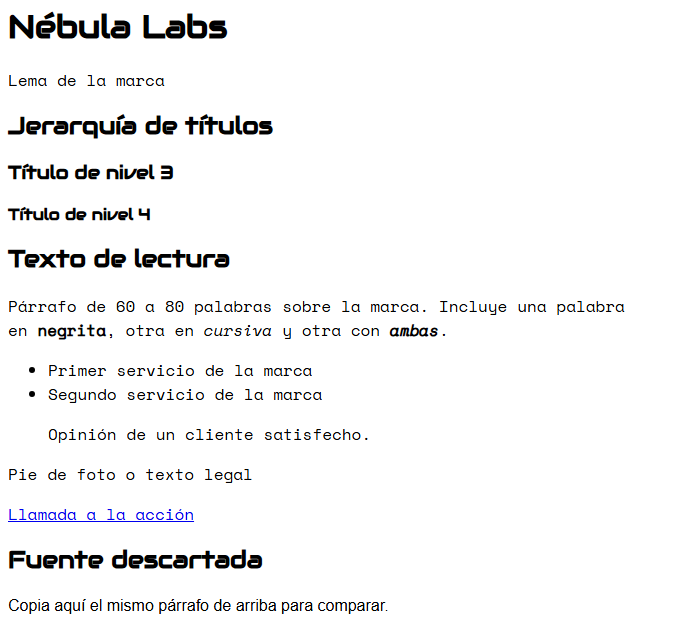 Nébula Labs
Lema de la marca
Jerarquía de títulos
Título de nivel 3
Título de nivel 4
Texto de lectura
Párrafo de 60 a 80 palabras sobre la marca. Incluye una palabra
en negrita, otra en cursiva y otra con ambas.
Primer servicio de la marca
Segundo servicio de la marca
Opinión de un cliente satisfecho.
Pie de foto o texto legal
Llamada a la acción
Fuente descartada
Copia aquí el mismo párrafo de arriba para comparar.